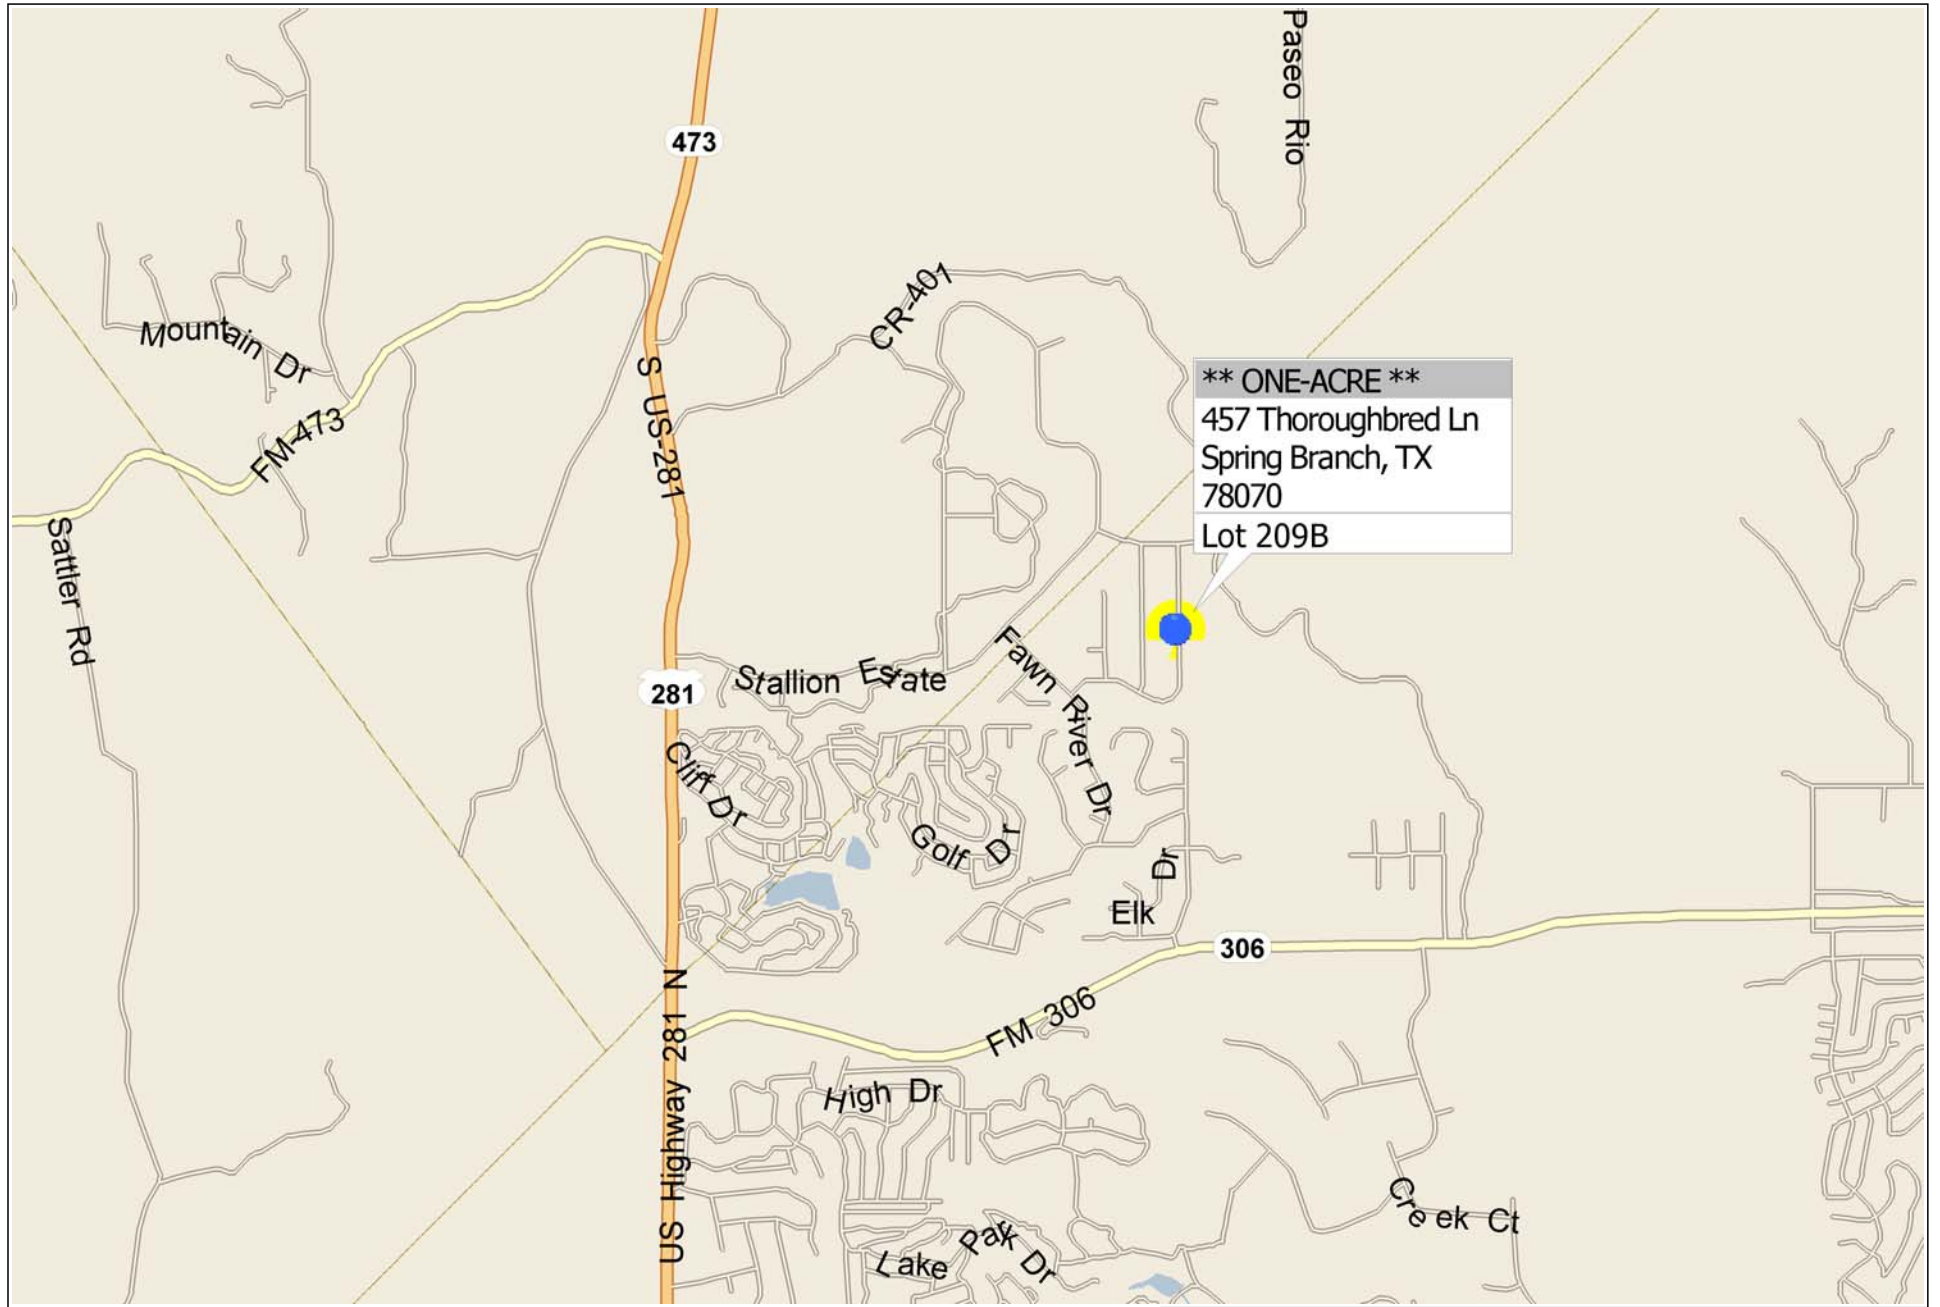 Paseo Rio
473
CR-401
Mountain Dr
S US-281
** ONE-ACRE **
457 Thoroughbred Ln
Spring Branch, TX
78070
Lot 209B
FM-473
Sattler Rd
Stallion Estate
Fawn River Dr
281
Cliff Dr
Golf Dr
Elk Dr
306
US Highway 281 N
FM 306
High Dr
Creek Ct
Lake Park Dr